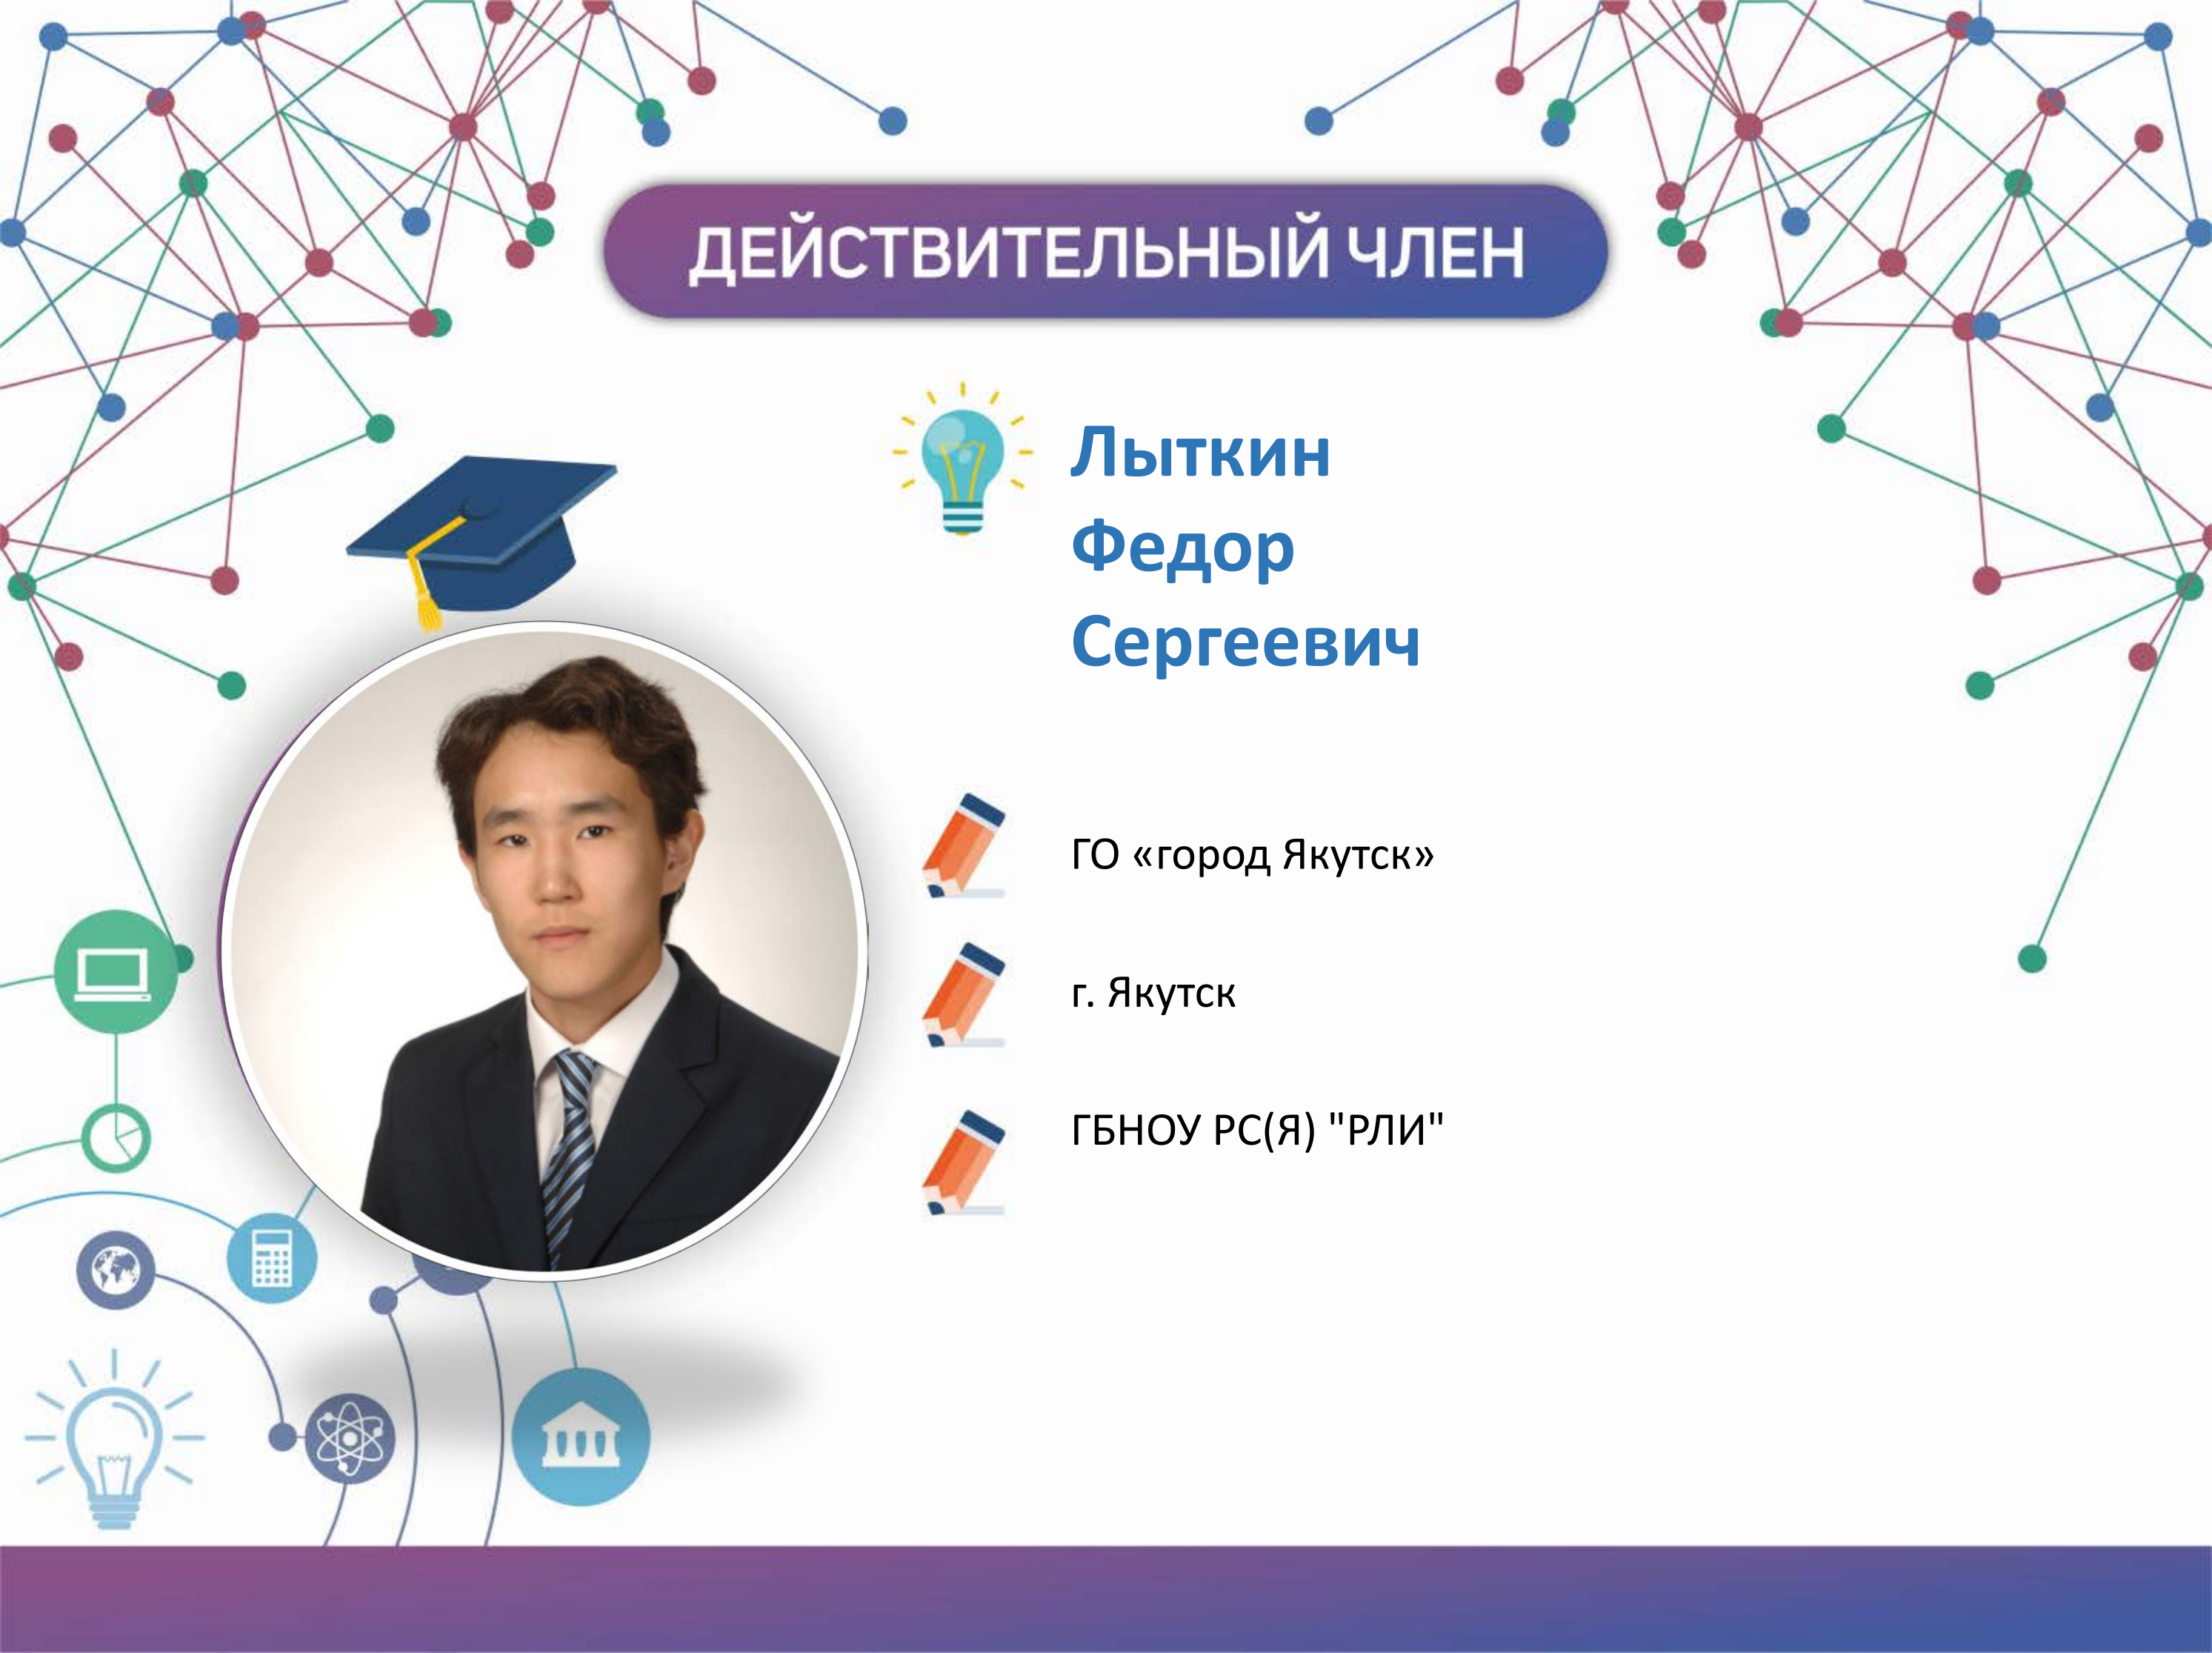 ДЕЙСТВИТЕЛЬНЫЙ ЧЛЕН
Лыткин
Федор
Сергеевич
ГО «город Якутск»
г. Якутск
ГБНОУ РС(Я) "РЛИ"